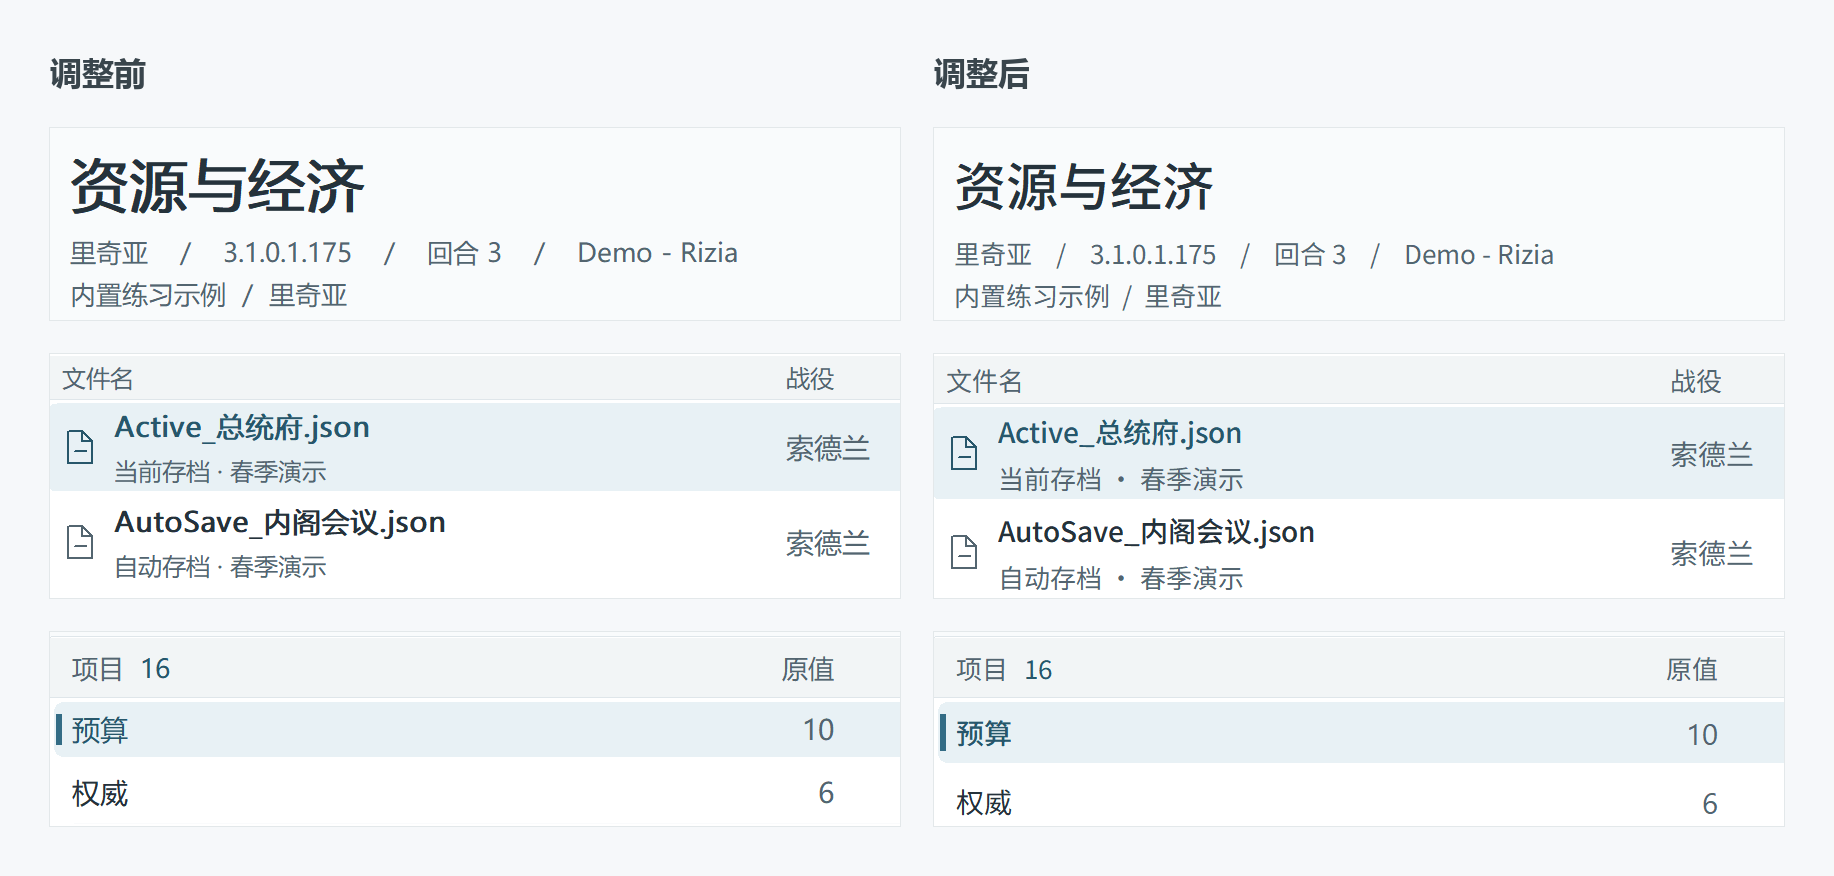 调整前
资源与经济
里奇亚 / 3.1.0.1.175 / 回合 3 / Demo - Rizia
内置练习示例 / 里奇亚
文件名 战役
Active_总统府.json
当前存档 · 春季演示
索德兰
AutoSave_内阁会议.json
自动存档 · 春季演示
索德兰
项目 16 原值
预算 10
权威 6
调整后
资源与经济
里奇亚 / 3.1.0.1.175 / 回合 3 / Demo - Rizia
内置练习示例 / 里奇亚
文件名 战役
Active_总统府.json
当前存档 • 春季演示
索德兰
AutoSave_内阁会议.json
自动存档 • 春季演示
索德兰
项目 16 原值
预算 10
权威 6